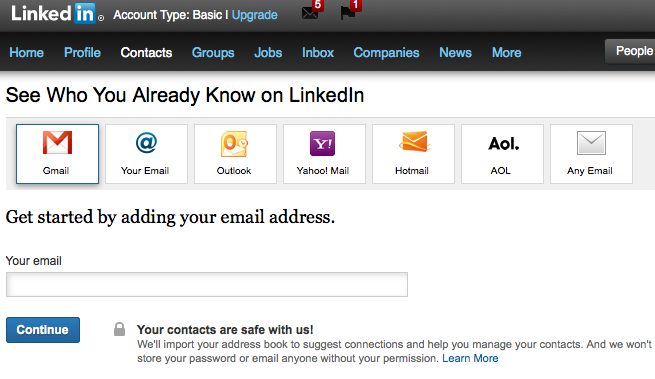 Linked in ® Account Type: Basic | Upgrade 5 1
Home Profile Contacts Groups Jobs Inbox Companies News More People
See Who You Already Know on LinkedIn
Gmail @ Your Email Outlook Y! Yahoo! Mail Hotmail Aol. AOL Any Email
Get started by adding your email address.
Your email
Continue
Your contacts are safe with us!
We'll import your address book to suggest connections and help you manage your contacts. And we won't
store your password or email anyone without your permission. Learn More